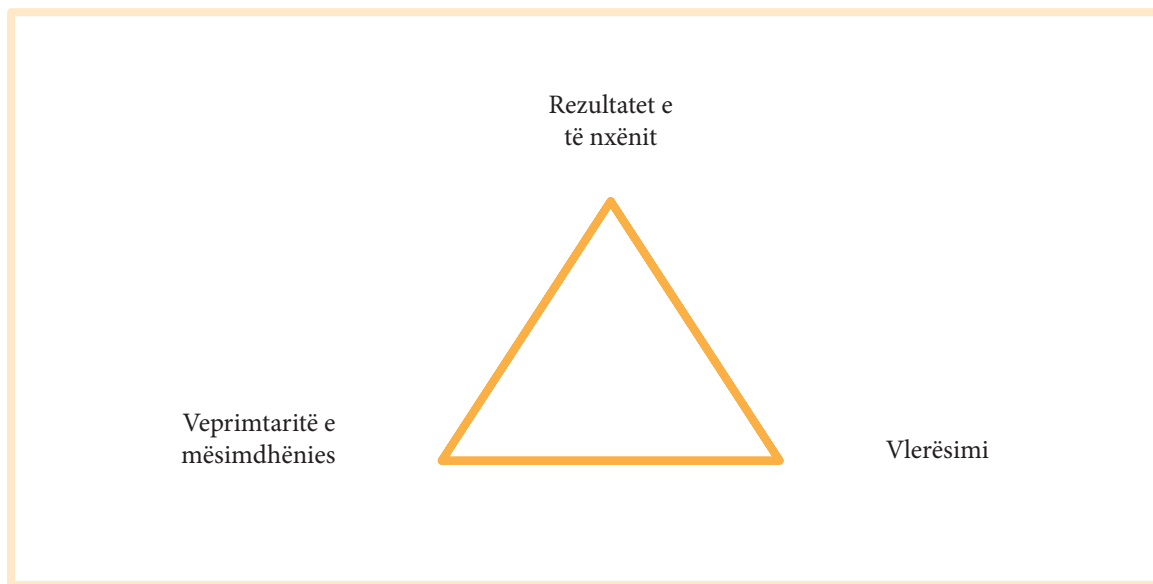 Rezultatet e
të nxënit
Veprimtaritë e
mësimdhënies
Vlerësimi